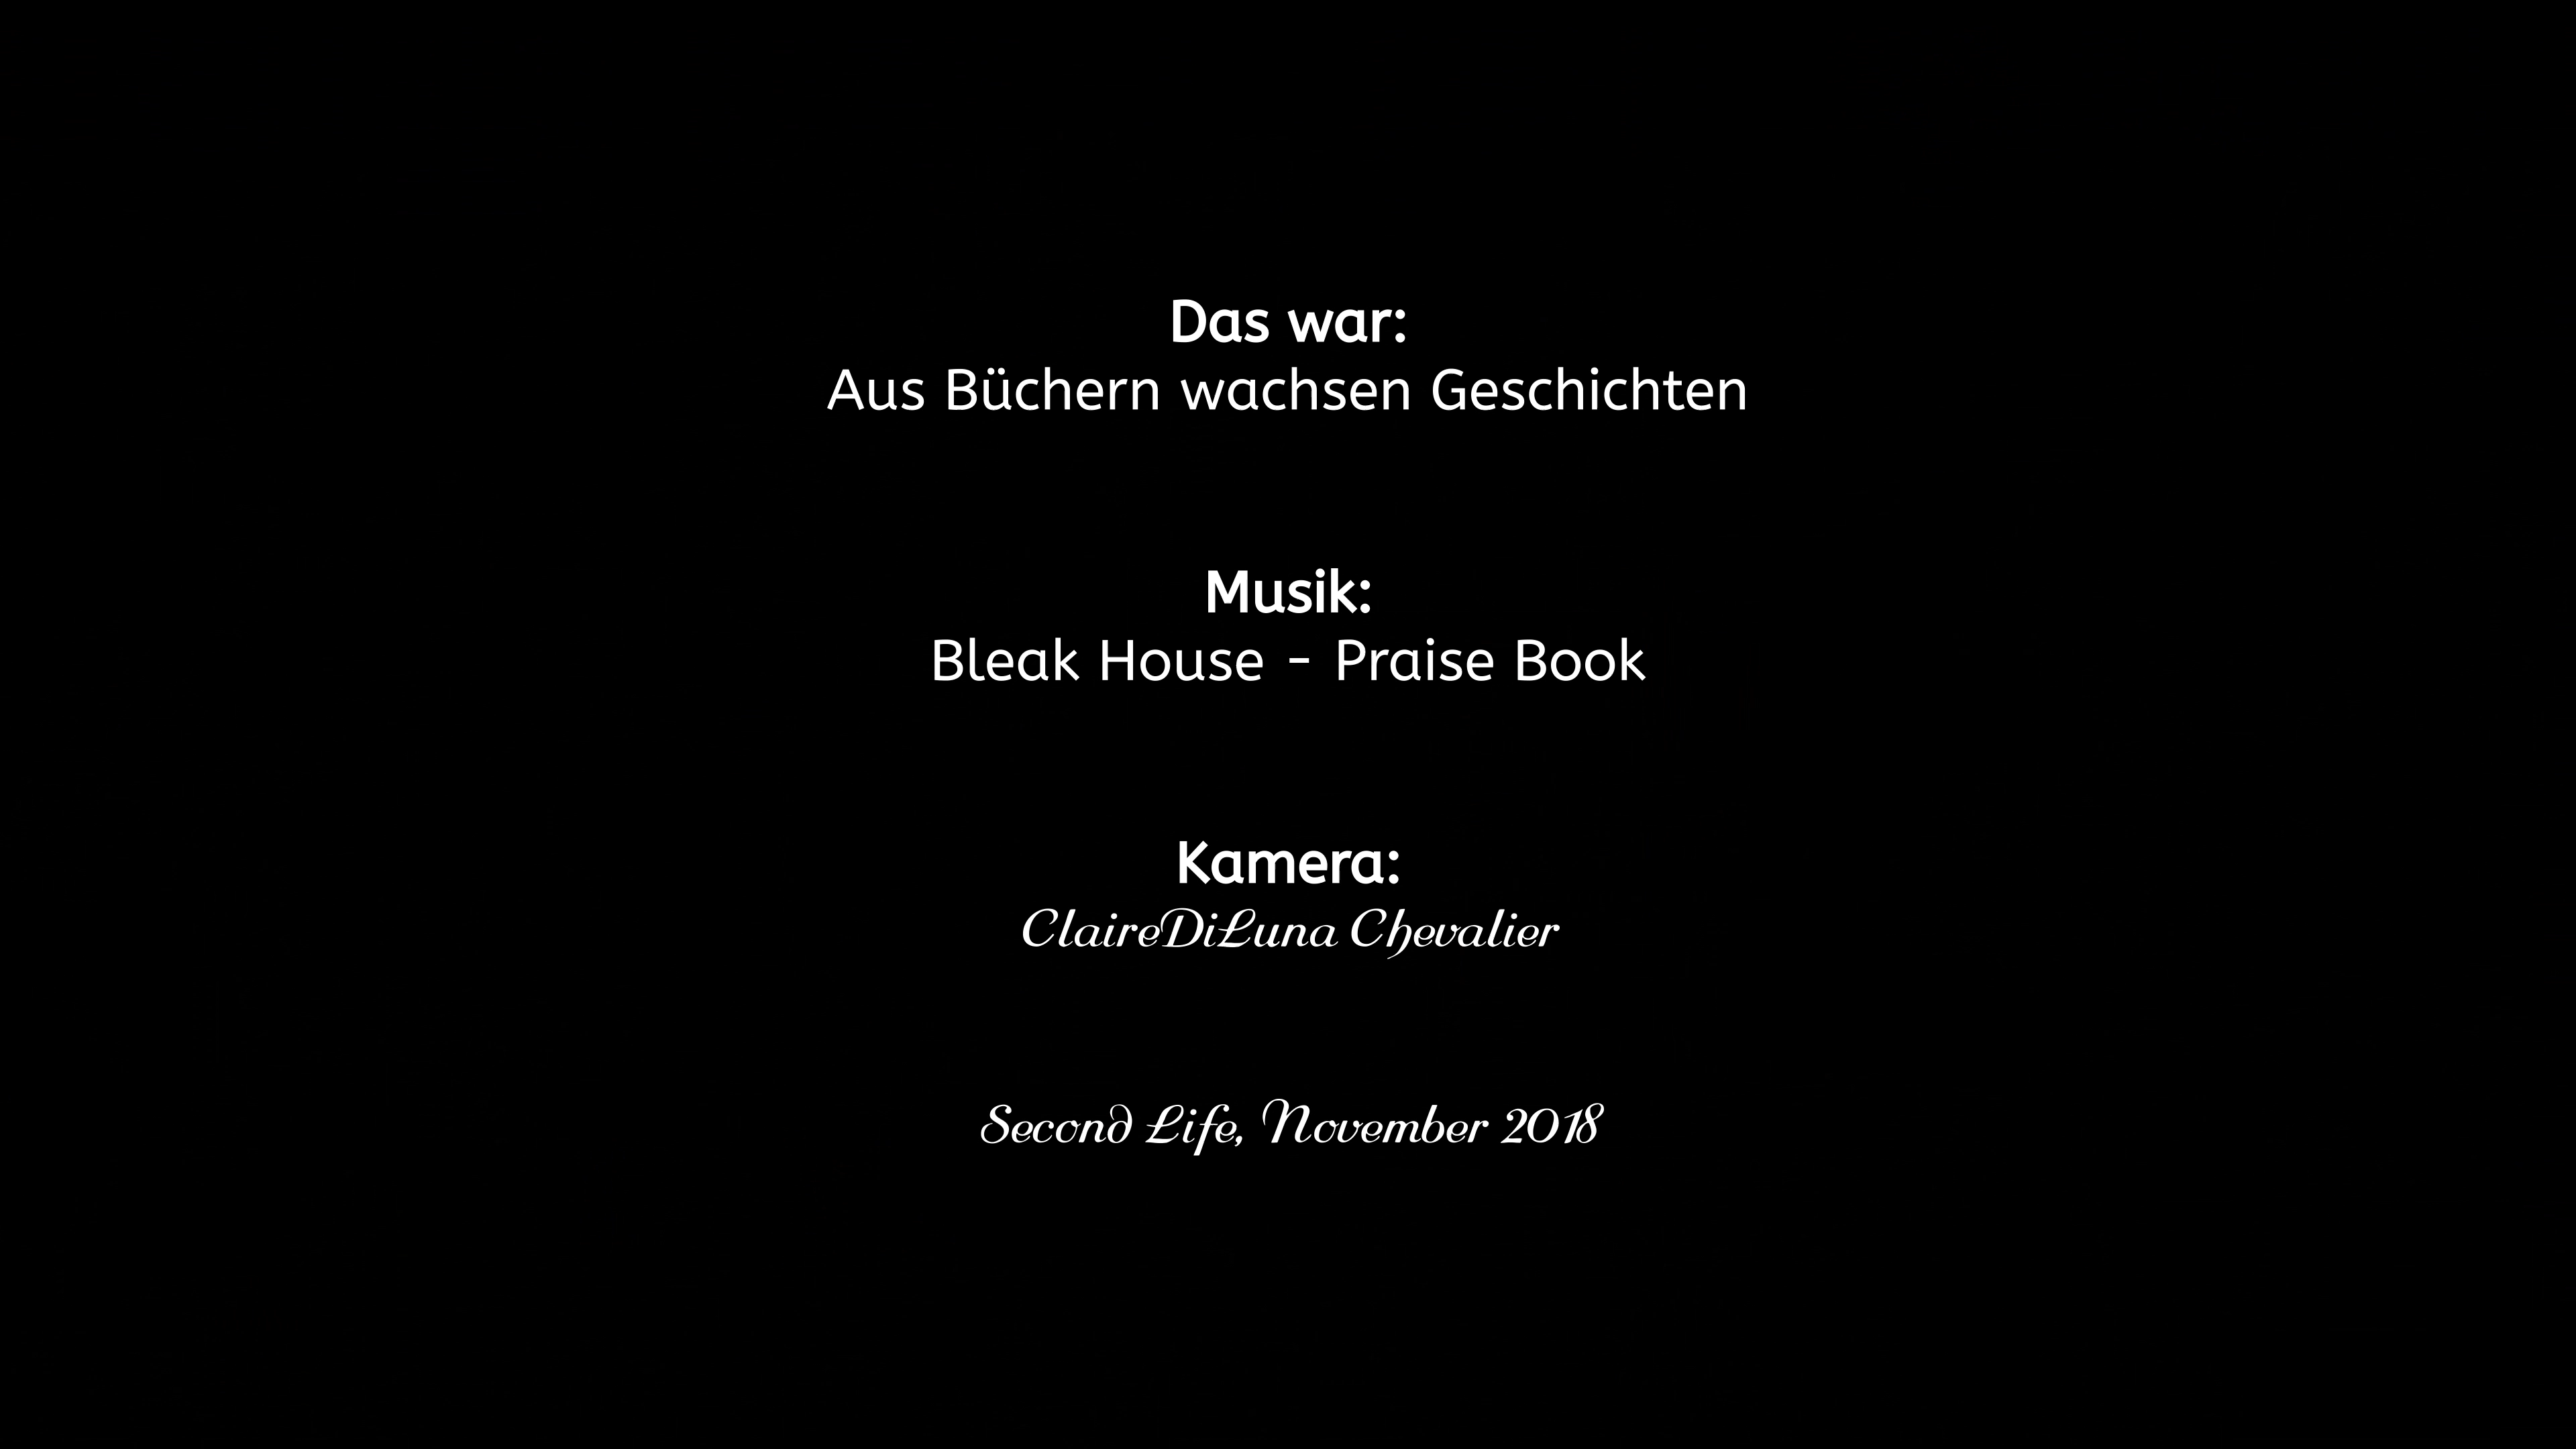 Das war:
Aus Büchern wachsen Geschichten
Musik:
Bleak House - Praise Book
Kamera:
ClaireDiLuna Chevalier
Second Life, November 2018